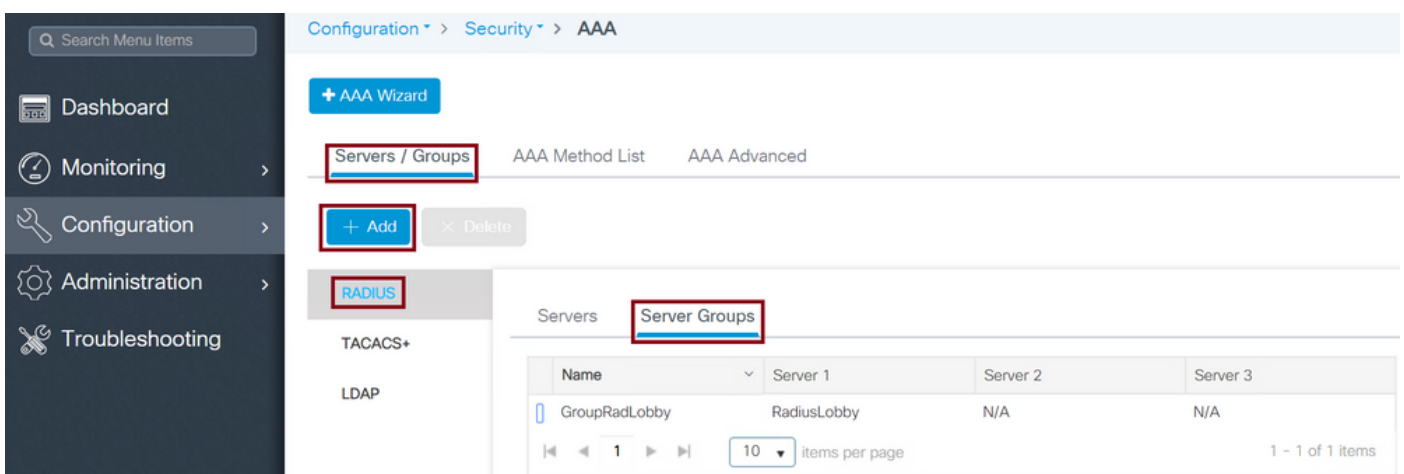 Search Menu Items
Dashboard
Monitoring
Configuration
Administration
Troubleshooting
Configuration > Security > AAA
+ AAA Wizard
Servers / Groups AAA Method List AAA Advanced
+ Add × Delete
RADIUS
TACACS+
LDAP
Servers Server Groups
Name Server 1 Server 2 Server 3
GroupRadLobby RadiusLobby N/A N/A
1 10 items per page 1 - 1 of 1 items